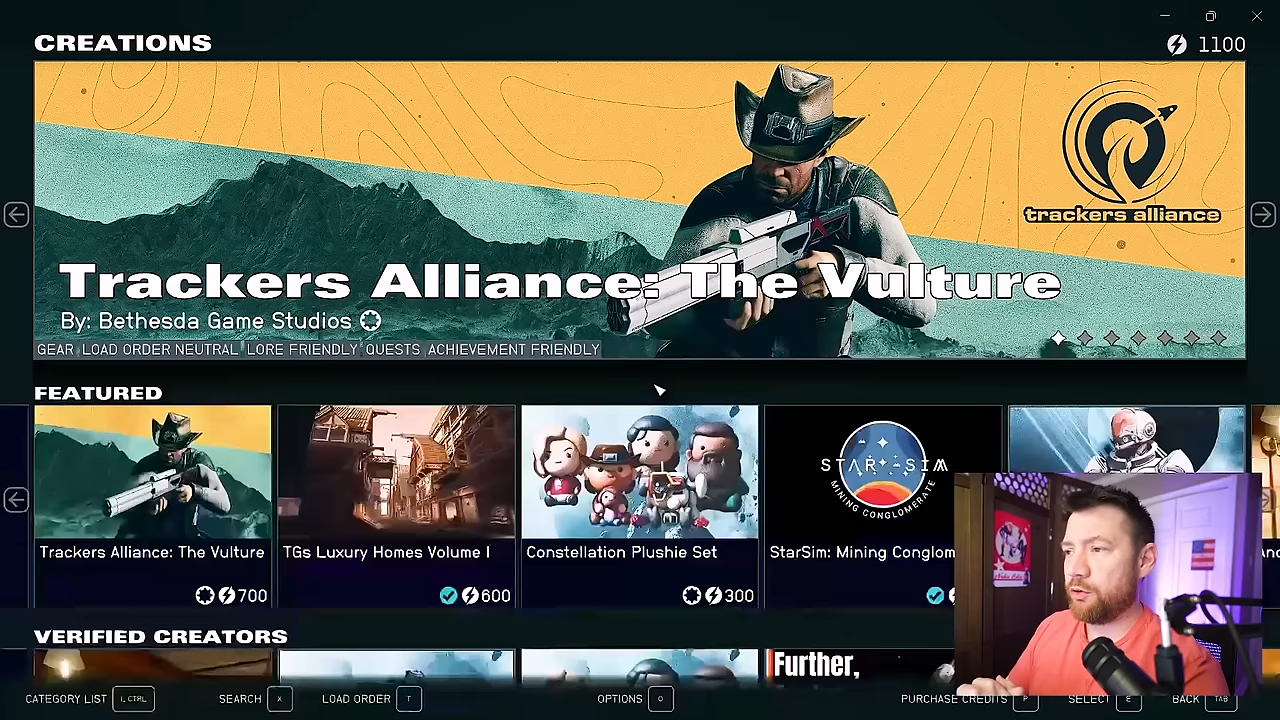 CREATIONS
1100
trackers alliance
Trackers Alliance: The Vulture
By: Bethesda Game Studios
GEAR LOAD ORDER NEUTRAL LORE FRIENDLY QUESTS ACHIEVEMENT FRIENDLY
FEATURED
STAR SIM
MINING CONGLOMERATE
Trackers Alliance: The Vulture
700
TGs Luxury Homes Volume I
600
Constellation Plushie Set
300
StarSim: Mining Conglom
VERIFIED CREATORS
Further,
CATEGORY LIST L.CTRL
SEARCH X
LOAD ORDER T
OPTIONS O
PURCHASE CREDITS P
SELECT E
BACK TAB